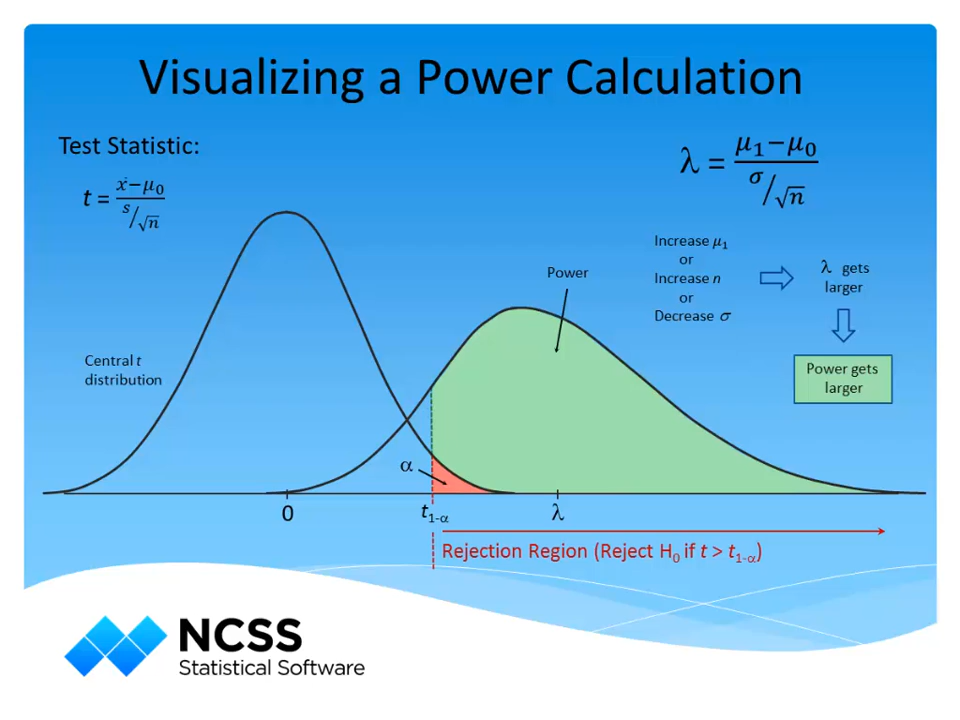 Visualizing a Power Calculation
Test Statistic:
t = x̄−μ₀ / s/√n
λ = μ₁−μ₀ / σ/√n
Increase μ₁
or
Increase n
or
Decrease σ
λ gets
larger
Power gets
larger
Power
Central t
distribution
α
0
t₁₋α
λ
Rejection Region (Reject H₀ if t > t₁₋α)
NCSS
Statistical Software